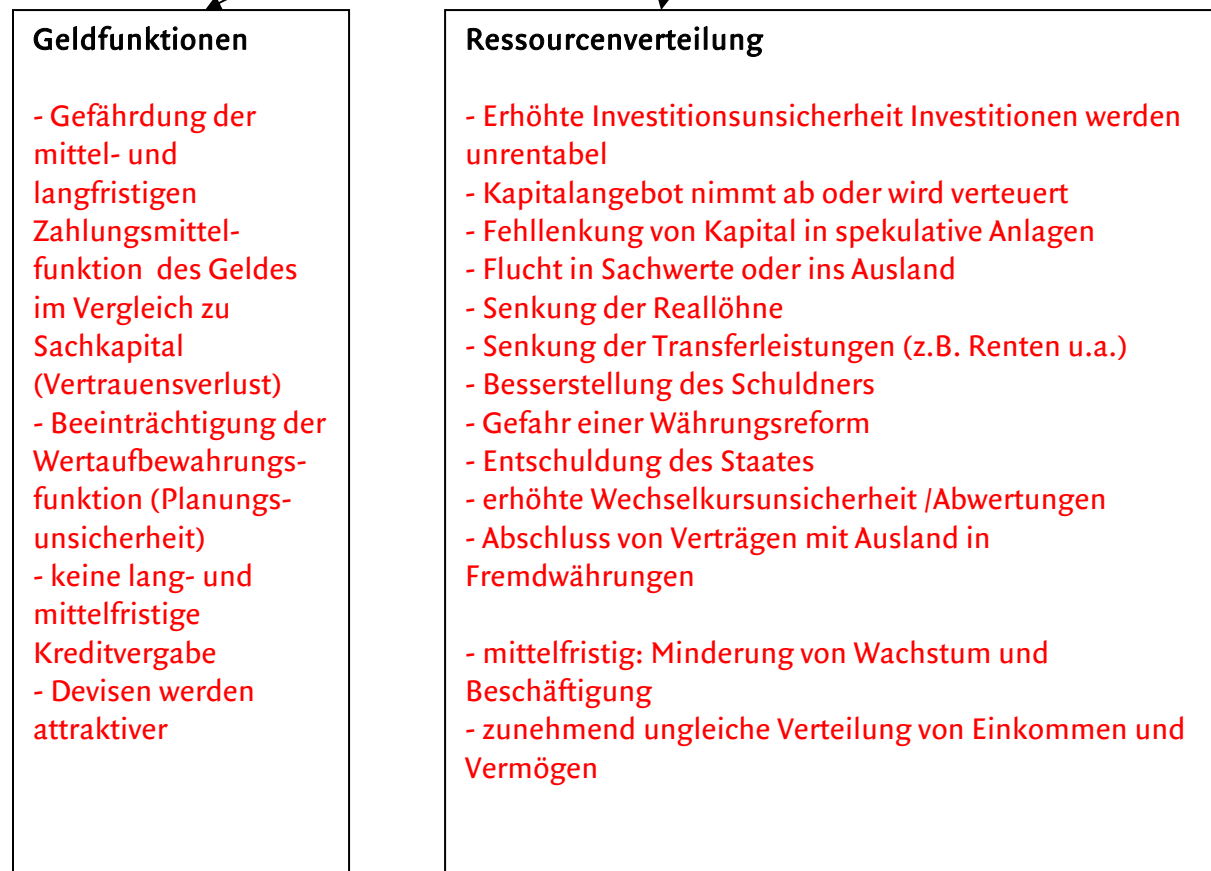 Geldfunktionen
- Gefährdung der
mittel- und
langfristigen
Zahlungsmittel-
funktion  des Geldes
im Vergleich zu
Sachkapital
(Vertrauensverlust)
- Beeinträchtigung der
Wertaufbewahrungs-
funktion (Planungs-
unsicherheit)
- keine lang- und
mittelfristige
Kreditvergabe
- Devisen werden
attraktiver
Ressourcenverteilung
- Erhöhte Investitionsunsicherheit Investitionen werden
unrentabel
- Kapitalangebot nimmt ab oder wird verteuert
- Fehllenkung von Kapital in spekulative Anlagen
- Flucht in Sachwerte oder ins Ausland
- Senkung der Reallöhne
- Senkung der Transferleistungen (z.B. Renten u.a.)
- Besserstellung des Schuldners
- Gefahr einer Währungsreform
- Entschuldung des Staates
- erhöhte Wechselkursunsicherheit /Abwertungen
- Abschluss von Verträgen mit Ausland in
Fremdwährungen
- mittelfristig: Minderung von Wachstum und
Beschäftigung
- zunehmend ungleiche Verteilung von Einkommen und
Vermögen